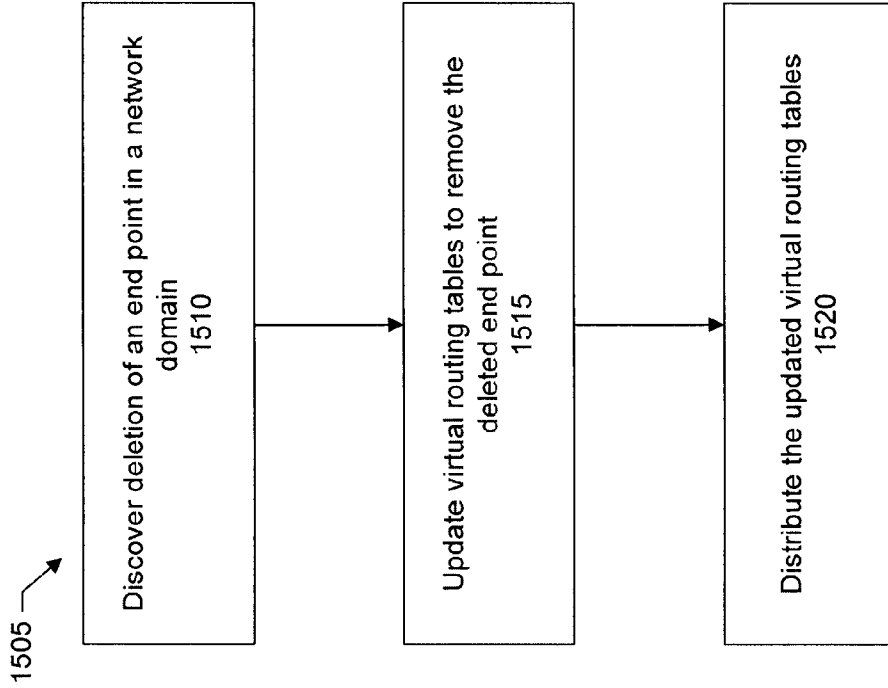 1505
Discover deletion of an end point in a network
domain
1510
Update virtual routing tables to remove the
deleted end point
1515
Distribute the updated virtual routing tables
1520